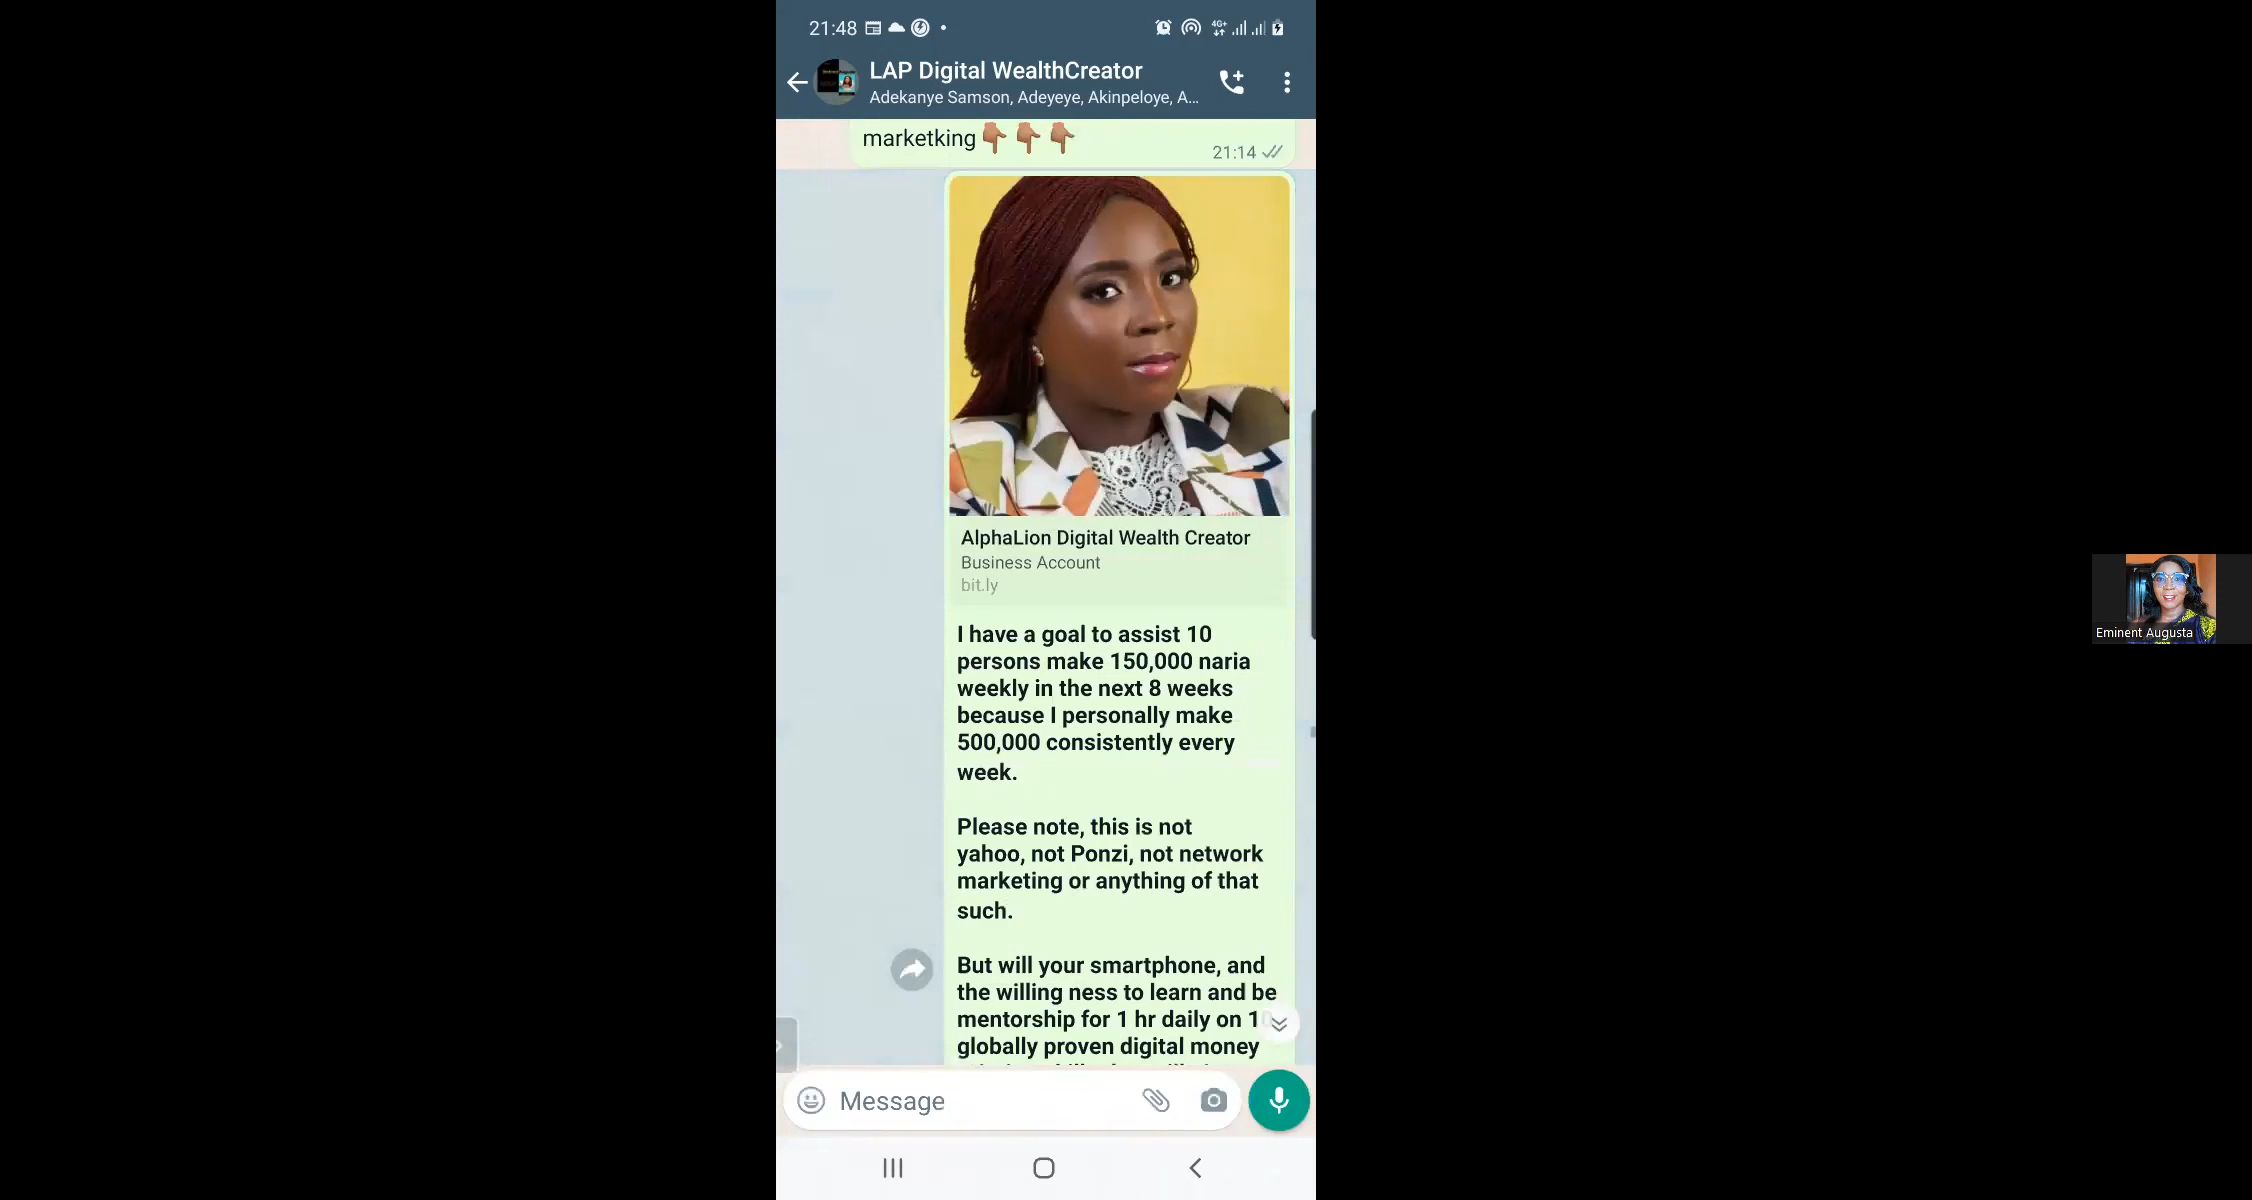 21:48
4G+
LAP Digital WealthCreator
Adekanye Samson, Adeyeye, Akinpeloye, A...
marketking👇🏽👇🏽👇🏽
21:14
AlphaLion Digital Wealth Creator
Business Account
bit.ly
I have a goal to assist 10
persons make 150,000 naria
weekly in the next 8 weeks
because I personally make
500,000 consistently every
week.
Please note, this is not
yahoo, not Ponzi, not network
marketing or anything of that
such.
But will your smartphone, and
the willing ness to learn and be
mentorship for 1 hr daily on
globally proven digital money
Message
Eminent Augusta